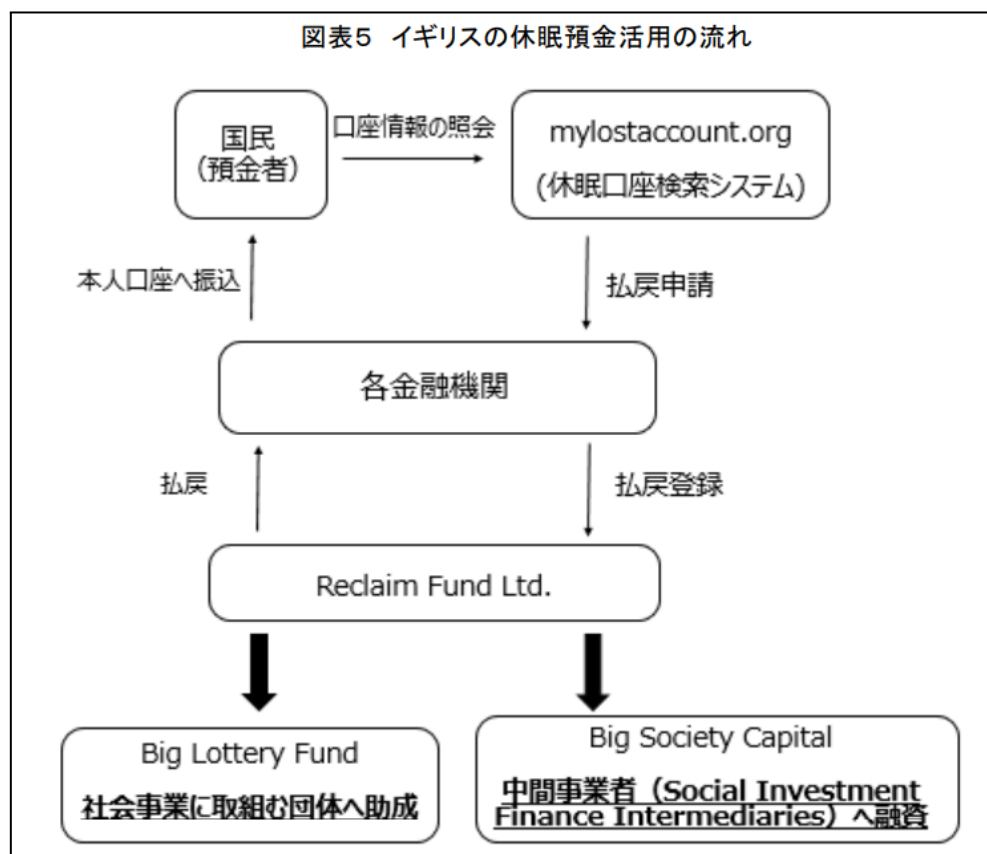 図表5 イギリスの休眠預金活用の流れ
国民
(預金者)
口座情報の照会
mylostaccount.org
(休眠口座検索システム)
本人口座へ振込
払戻申請
各金融機関
払戻
払戻登録
Reclaim Fund Ltd.
Big Lottery Fund
社会事業に取組む団体へ助成
Big Society Capital
中間事業者(Social Investment
Finance Intermediaries)へ融資